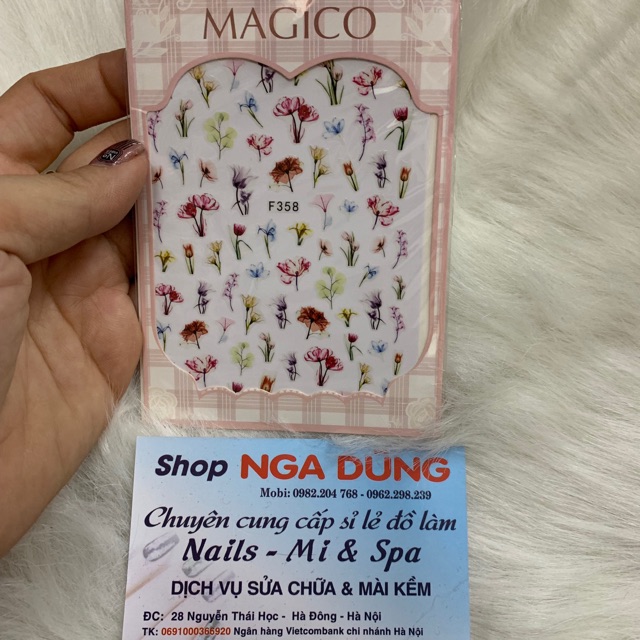 MAGICO
F358
Shop NGA DUNG
Mobi: 0982.204 768 - 0962.298.239
Chuyên cung cấp sỉ lẻ đồ làm
Nails - Mi & Spa
DỊCH VỤ SỬA CHỮA & MÀI KỀM
ĐC: 28 Nguyễn Thái Học - Hà Đông - Hà Nội
TK: 0691000366920 Ngân hàng Vietcombank chi nhánh Hà Nội